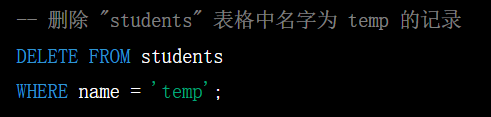 -- 删除 "students" 表格中名字为 temp 的记录
DELETE FROM students
WHERE name = 'temp';